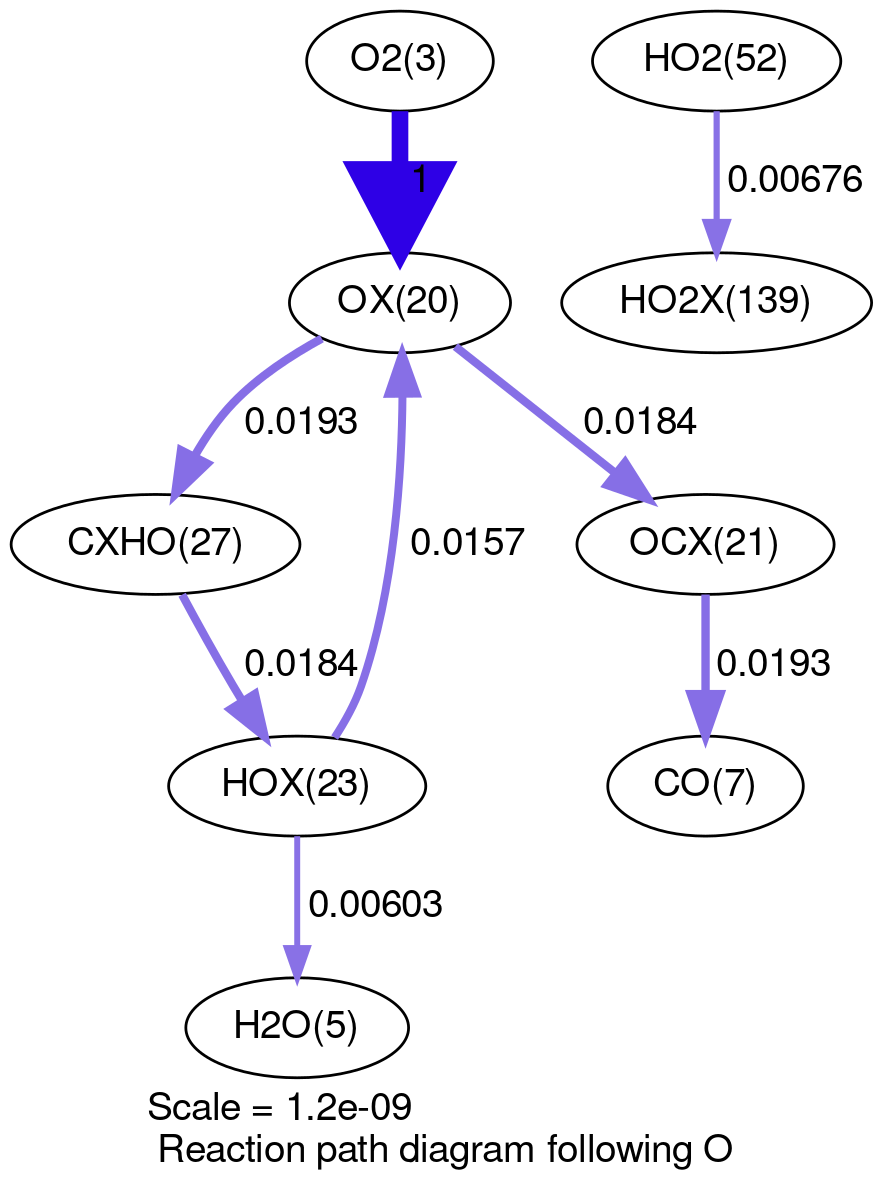 O2(3)
HO2(52)
1
0.00676
OX(20)
HO2X(139)
0.0193
0.0184
CXHO(27)
0.0157
OCX(21)
0.0184
0.0193
HOX(23)
CO(7)
0.00603
H2O(5)
Scale = 1.2e-09
Reaction path diagram following O